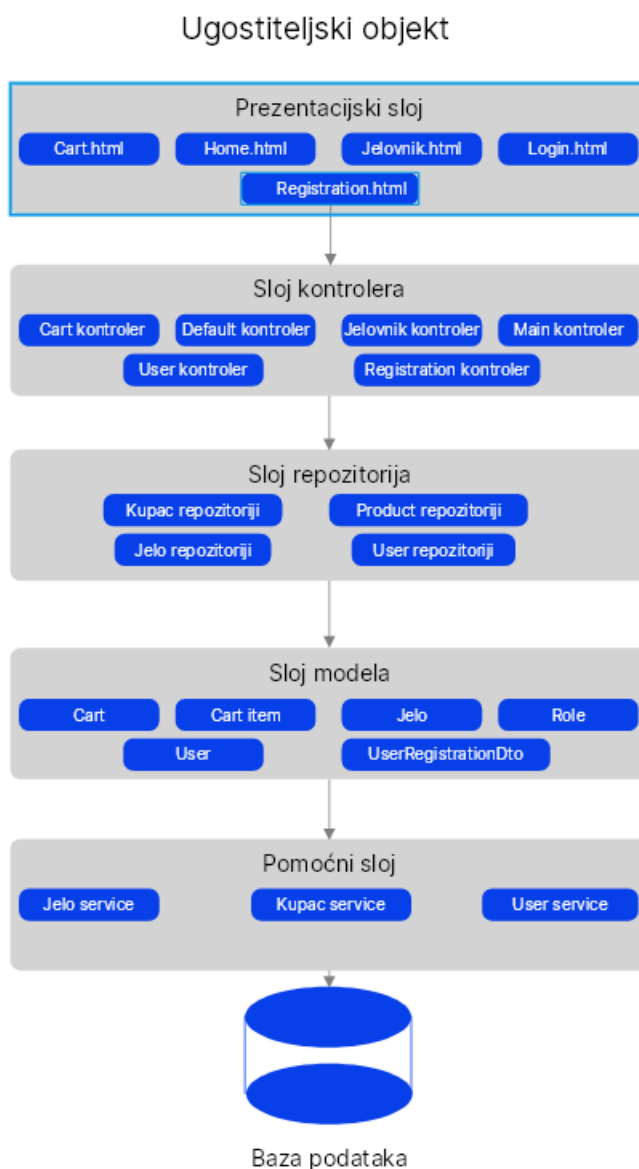 Ugostiteljski objekt
Prezentacijski sloj
Cart.html Home.html Jelovnik.html Login.html
Registration.html
Sloj kontrolera
Cart kontroler Default kontroler Jelovnik kontroler Main kontroler
User kontroler Registration kontroler
Sloj repozitorija
Kupac repozitoriji Product repozitoriji
Jelo repozitoriji User repozitoriji
Sloj modela
Cart Cart item Jelo Role
User UserRegistrationDto
Pomoćni sloj
Jelo service Kupac service User service
Baza podataka